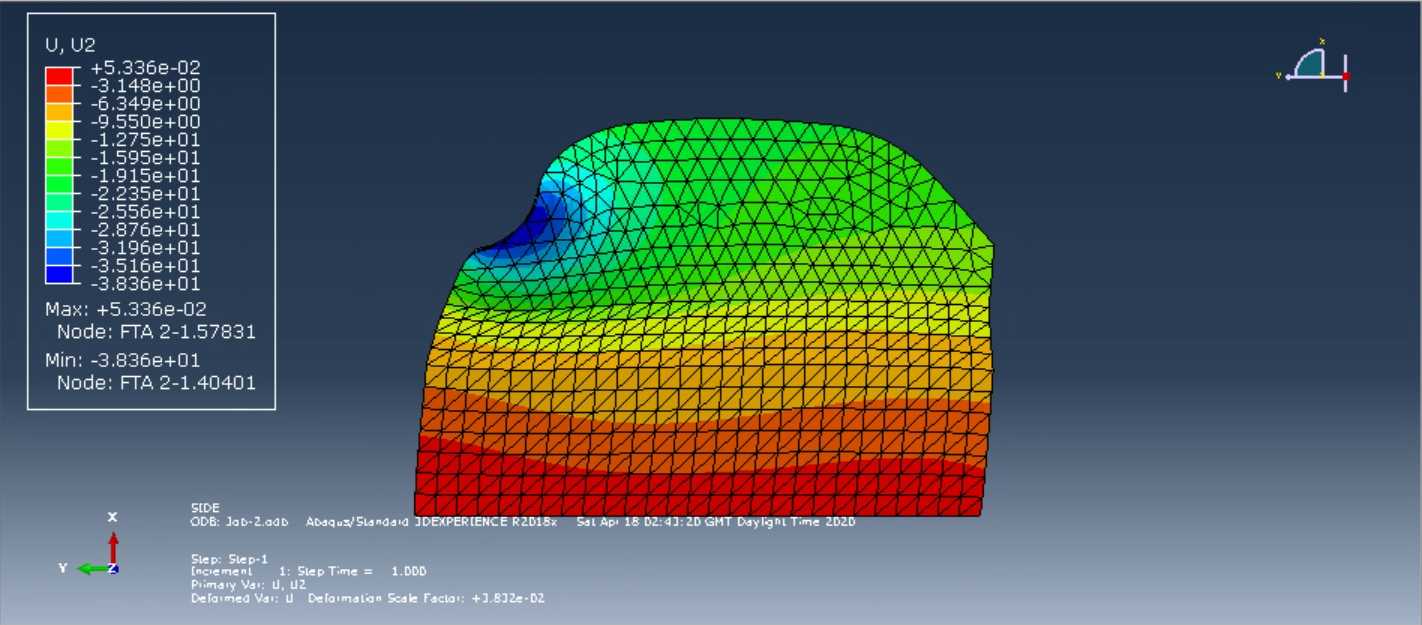 U, U2
+5.336e-02
-3.148e+00
-6.349e+00
-9.550e+00
-1.275e+01
-1.595e+01
-1.915e+01
-2.235e+01
-2.556e+01
-2.876e+01
-3.196e+01
-3.516e+01
-3.836e+01
Max: +5.336e-02
Node: FTA 2-1.57831
Min: -3.836e+01
Node: FTA 2-1.40401
X
Y
X
Y
Z
SIDE
ODB: Job-2.odb Abaqus/Standard 3DEXPERIENCE R2018x Sat Apr 18 02:43:20 GMT Daylight Time 2020
Step: Step-1
Increment 1: Step Time = 1.000
Primary Var: U, U2
Deformed Var: U Deformation Scale Factor: +3.832e-02